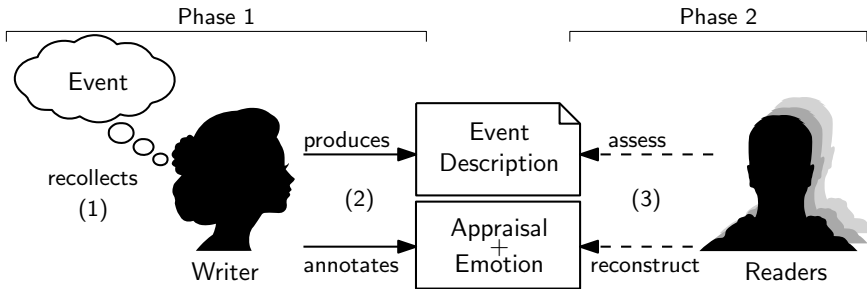 Phase 1
Phase 2
Event
recollects
(1)
Writer
produces
(2)
annotates
Event
Description
Appraisal
+
Emotion
assess
(3)
reconstruct
Readers